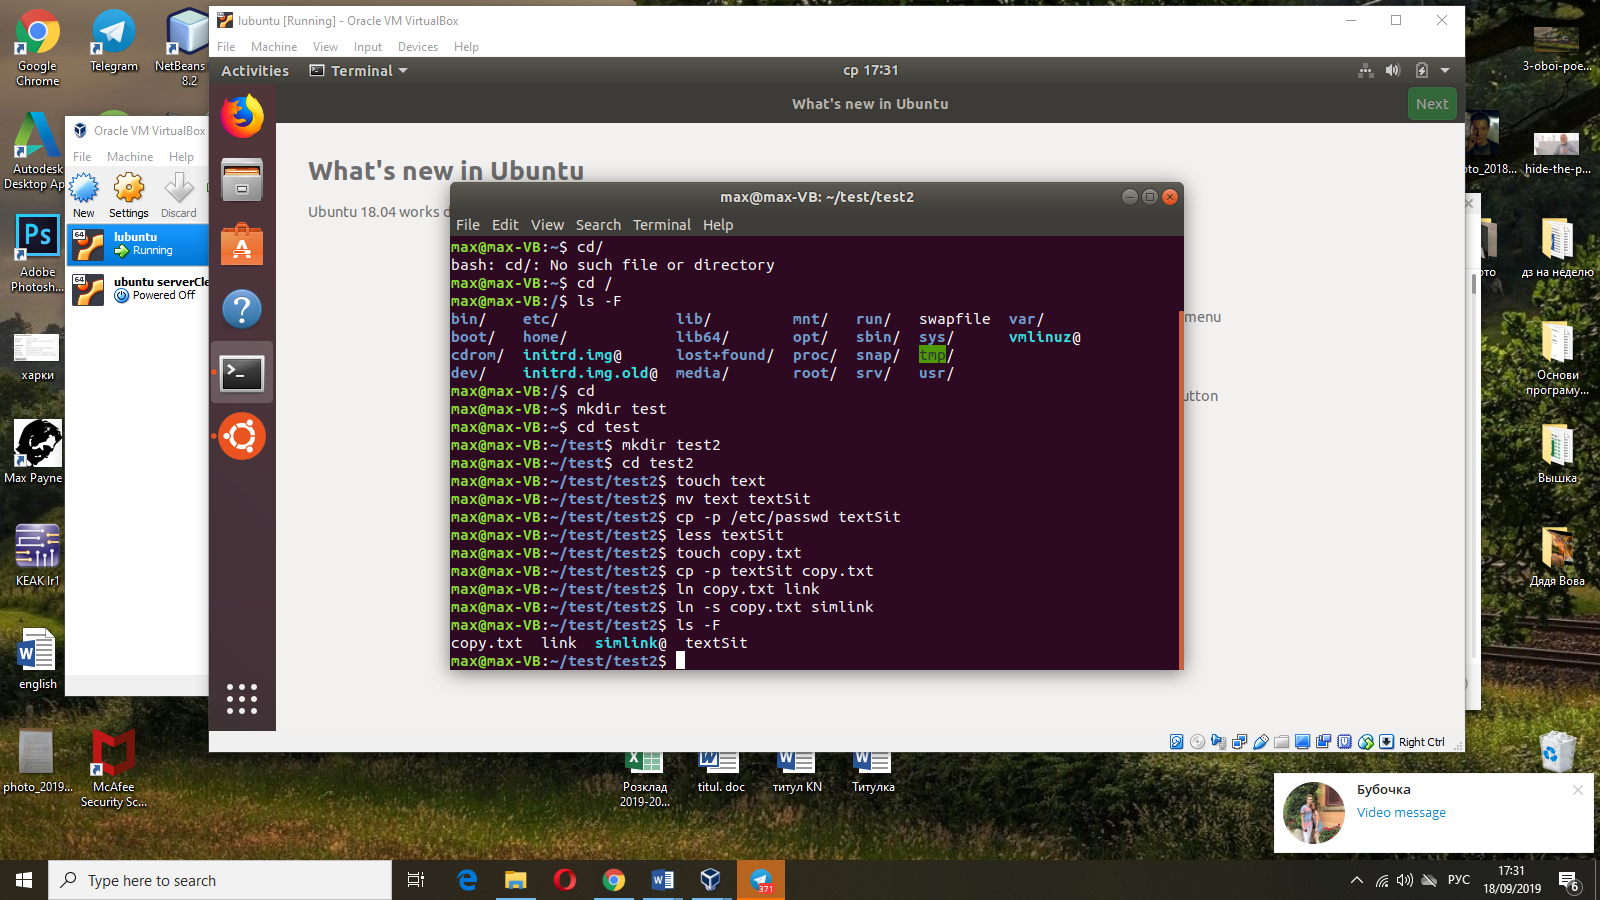 Google
Chrome
Telegram
NetBeans
8.2
Autodesk
Desktop Ap
Adobe
Photosh...
харки
Max Payne
KEAK Ir1
english
photo_2019...
McAfee
Security Sc...
Oracle VM VirtualBox
File Machine Help
New Settings Discard
64 lubuntu
Running
64 ubuntu serverCle
Powered Off
lubuntu [Running] - Oracle VM VirtualBox
File Machine View Input Devices Help
Activities Terminal ср 17:31
What's new in Ubuntu Next
What's new in Ubuntu
Ubuntu 18.04 works
menu
utton
max@max-VB: ~/test/test2
File Edit View Search Terminal Help
max@max-VB:~$ cd/
bash: cd/: No such file or directory
max@max-VB:~$ cd /
max@max-VB:/$ ls -F
bin/ etc/ lib/ mnt/ run/ swapfile var/
boot/ home/ lib64/ opt/ sbin/ sys/ vmlinuz@
cdrom/ initrd.img@ lost+found/ proc/ snap/ tmp/
dev/ initrd.img.old@ media/ root/ srv/ usr/
max@max-VB:/$ cd
max@max-VB:~$ mkdir test
max@max-VB:~$ cd test
max@max-VB:~/test$ mkdir test2
max@max-VB:~/test$ cd test2
max@max-VB:~/test/test2$ touch text
max@max-VB:~/test/test2$ mv text textSit
max@max-VB:~/test/test2$ cp -p /etc/passwd textSit
max@max-VB:~/test/test2$ less textSit
max@max-VB:~/test/test2$ touch copy.txt
max@max-VB:~/test/test2$ cp -p textSit copy.txt
max@max-VB:~/test/test2$ ln copy.txt link
max@max-VB:~/test/test2$ ln -s copy.txt simlink
max@max-VB:~/test/test2$ ls -F
copy.txt link simlink@ textSit
max@max-VB:~/test/test2$
Right Ctrl
3-oboi-poe...
oto_2018...
hide-the-p...
ото
дз на неделю
Основи
програму...
Вышка
Дядя Вова
Розклад
2019-20...
titul. doc
титул KN
Титулка
Бубочка
Video message
Type here to search
371
РУС
17:31
18/09/2019
6